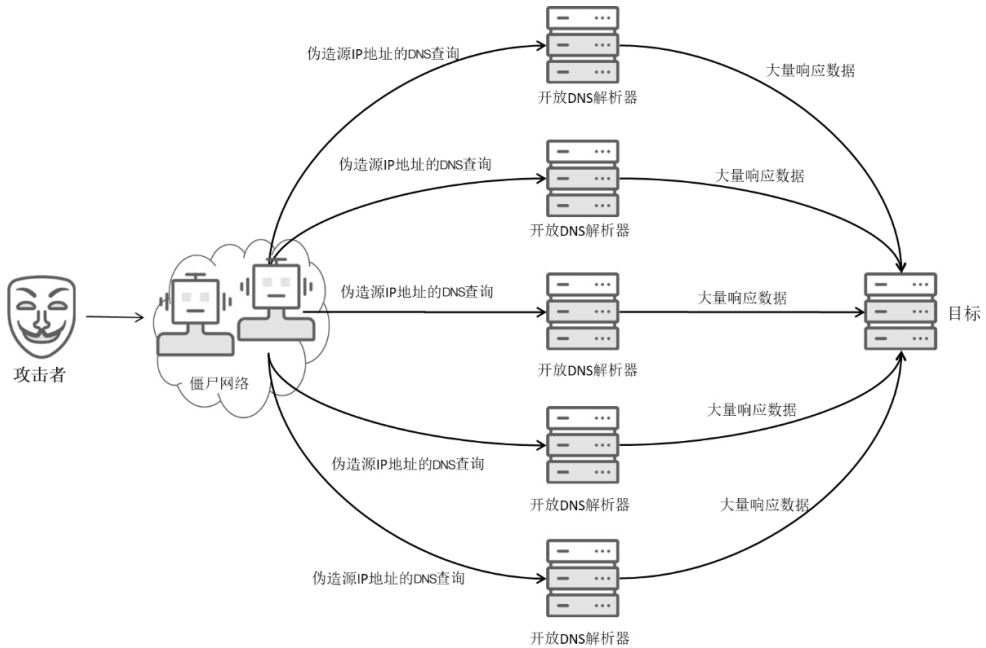 伪造源IP地址的DNS查询
大量响应数据
开放DNS解析器
伪造源IP地址的DNS查询
大量响应数据
开放DNS解析器
伪造源IP地址的DNS查询
大量响应数据
目标
攻击者
僵尸网络
开放DNS解析器
大量响应数据
伪造源IP地址的DNS查询
开放DNS解析器
大量响应数据
伪造源IP地址的DNS查询
开放DNS解析器